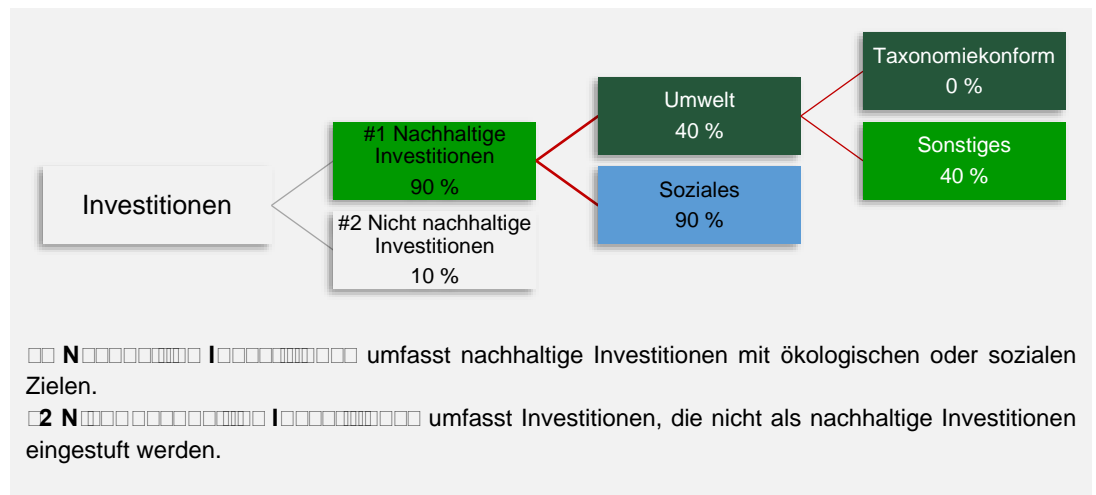 Investitionen
#1 Nachhaltige
Investitionen
90 %
#2 Nicht nachhaltige
Investitionen
10 %
Umwelt
40 %
Soziales
90 %
Taxonomiekonform
0 %
Sonstiges
40 %
umfasst nachhaltige Investitionen mit ökologischen oder sozialen
Zielen.
umfasst Investitionen, die nicht als nachhaltige Investitionen
eingestuft werden.